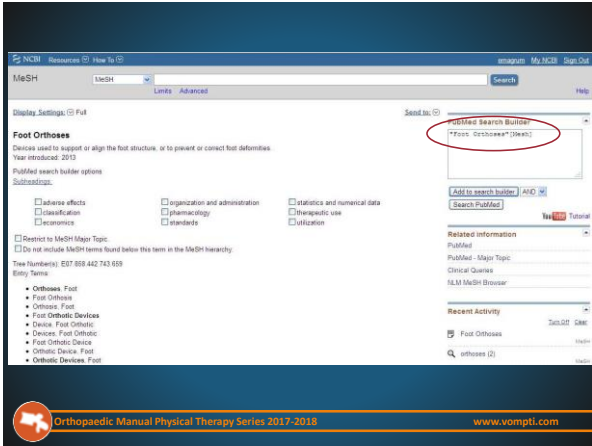 NCBI Resources How To emagrum My NCBI Sign Out
MeSH MeSH Search
Limits Advanced Help
Display Settings: Full Send to:
PubMed Search Builder
"Foot Orthoses"[Mesh]
Foot Orthoses
Devices used to support or align the foot structure, or to prevent or correct foot deformities.
Year introduced: 2013
PubMed search builder options
Subheadings:
adverse effects organization and administration statistics and numerical data
classification pharmacology therapeutic use
economics standards utilization
Add to search builder AND
Search PubMed
You Tube Tutorial
Restrict to MeSH Major Topic.
Do not include MeSH terms found below this term in the MeSH hierarchy.
Tree Number(s): E07.858.442.743.659
Entry Terms:
Orthoses, Foot
Foot Orthosis
Orthosis, Foot
Foot Orthotic Devices
Device, Foot Orthotic
Devices, Foot Orthotic
Foot Orthotic Device
Orthotic Device, Foot
Orthotic Devices, Foot
Related information
PubMed
PubMed - Major Topic
Clinical Queries
NLM MeSH Browser
Recent Activity
Turn Off Clear
Foot Orthoses
MeSH
orthoses (2)
MeSH
Orthopaedic Manual Physical Therapy Series 2017-2018 www.vompti.com